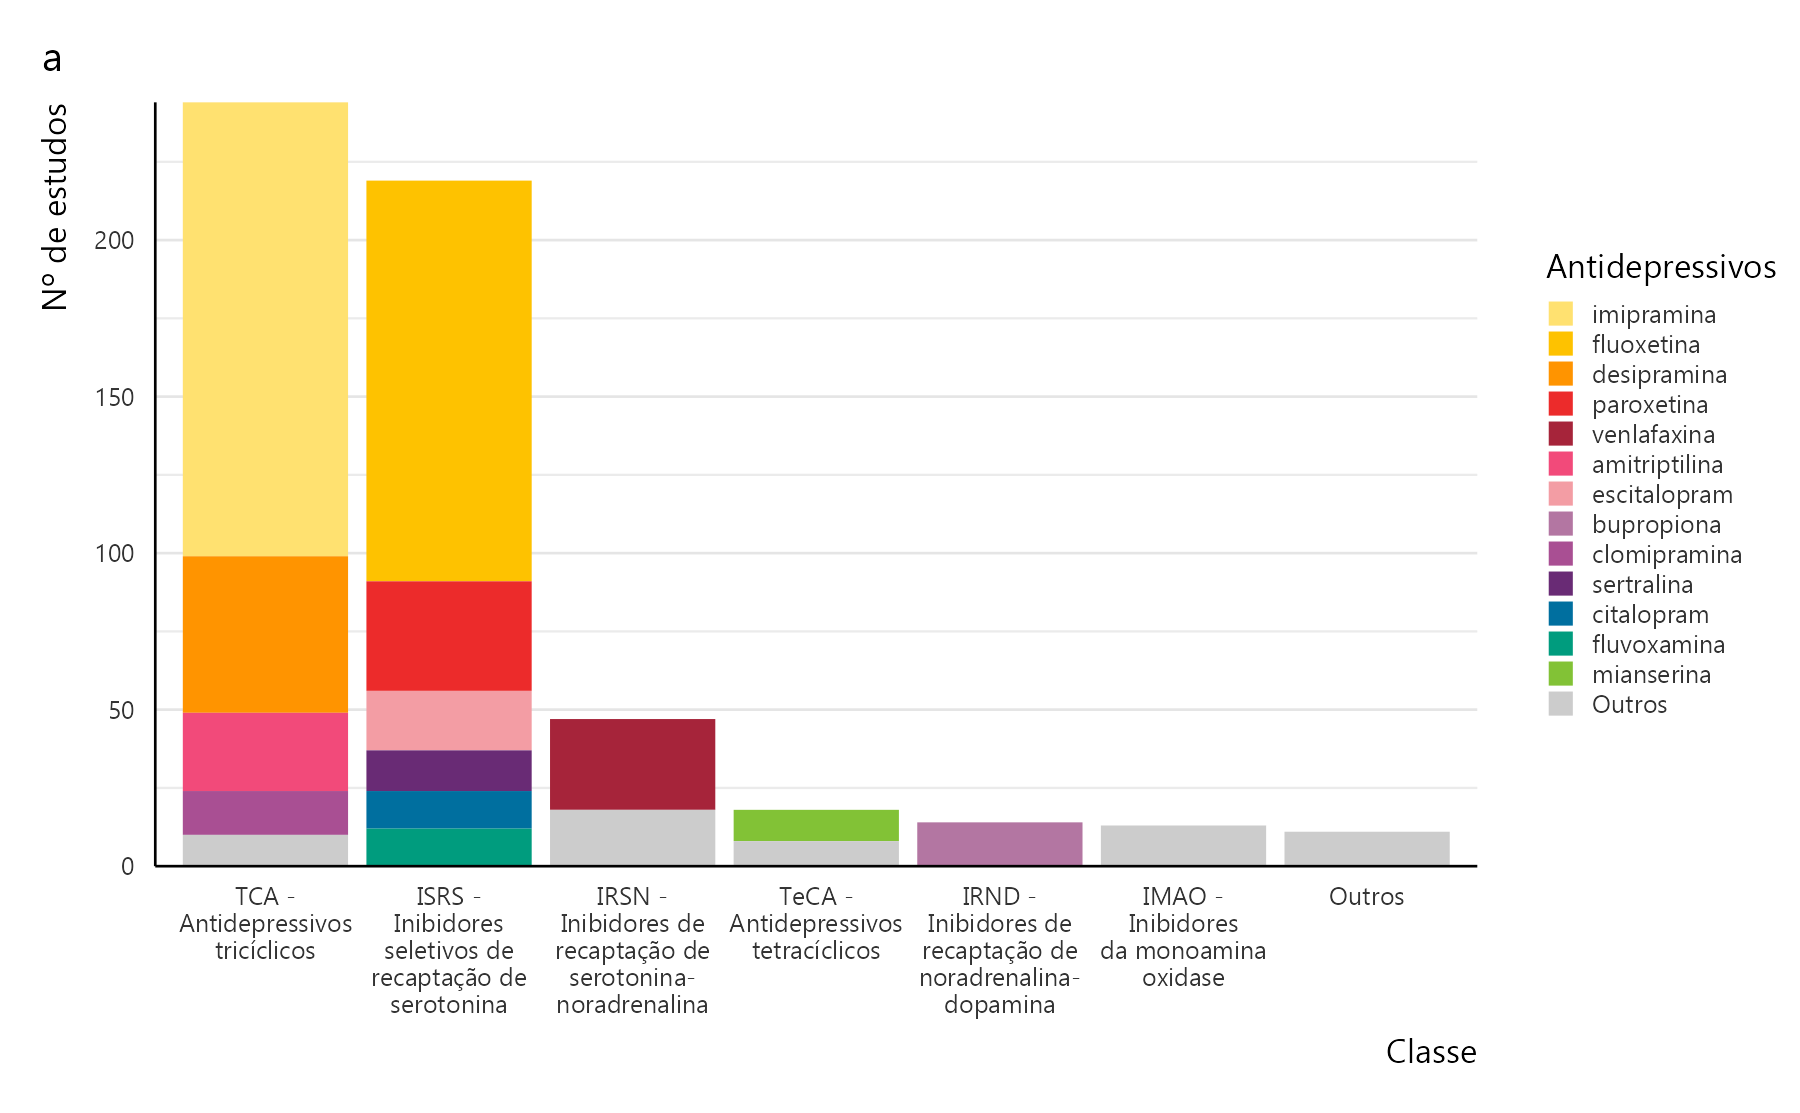 a
Nº de estudos
200
150
100
50
0
TCA -
Antidepressivos
tricíclicos
ISRS -
Inibidores
seletivos de
recaptação de
serotonina
IRSN -
Inibidores de
recaptação de
serotonina-
noradrenalina
TeCA -
Antidepressivos
tetracíclicos
IRND -
Inibidores de
recaptação de
noradrenalina-
dopamina
IMAO -
Inibidores
da monoamina
oxidase
Outros
Classe
Antidepressivos
imipramina
fluoxetina
desipramina
paroxetina
venlafaxina
amitriptilina
escitalopram
bupropiona
clomipramina
sertralina
citalopram
fluvoxamina
mianserina
Outros